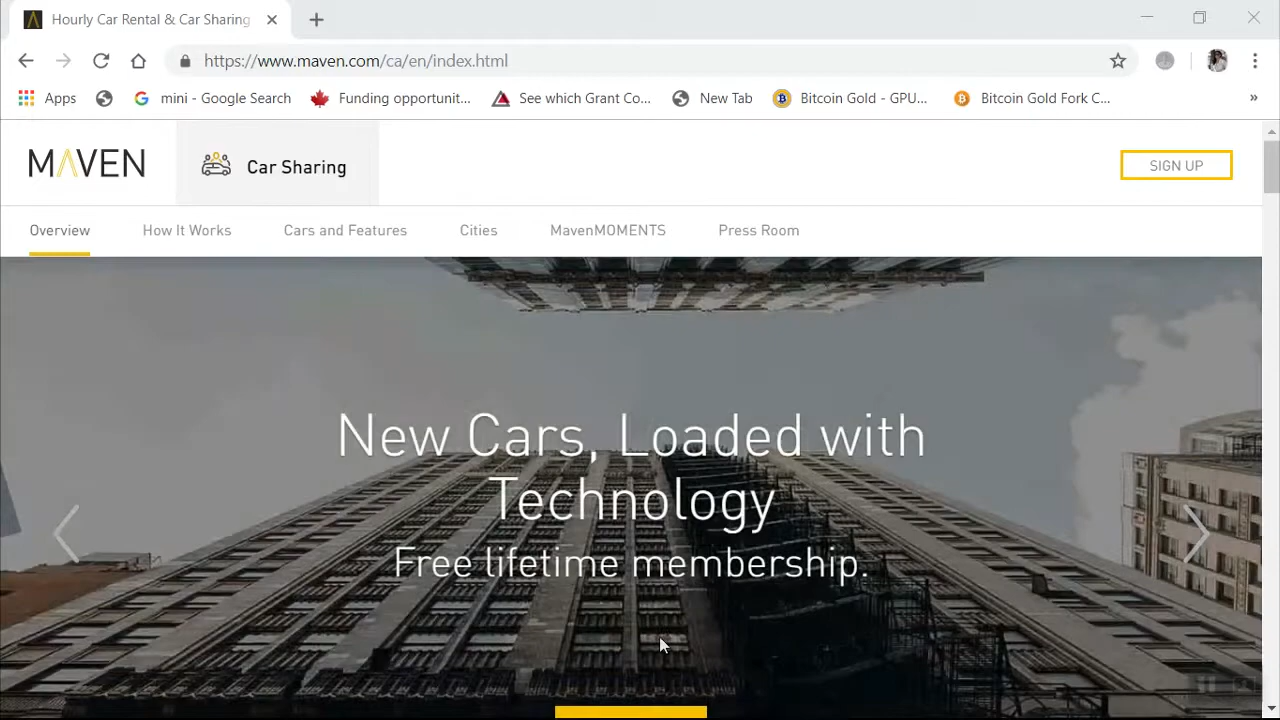 Hourly Car Rental & Car Sharing
https://www.maven.com/ca/en/index.html
Apps mini - Google Search Funding opportunit... See which Grant Co... New Tab Bitcoin Gold - GPU... Bitcoin Gold Fork C... »
MAVEN Car Sharing SIGN UP
Overview How It Works Cars and Features Cities MavenMOMENTS Press Room
New Cars, Loaded with
Technology
Free lifetime membership.